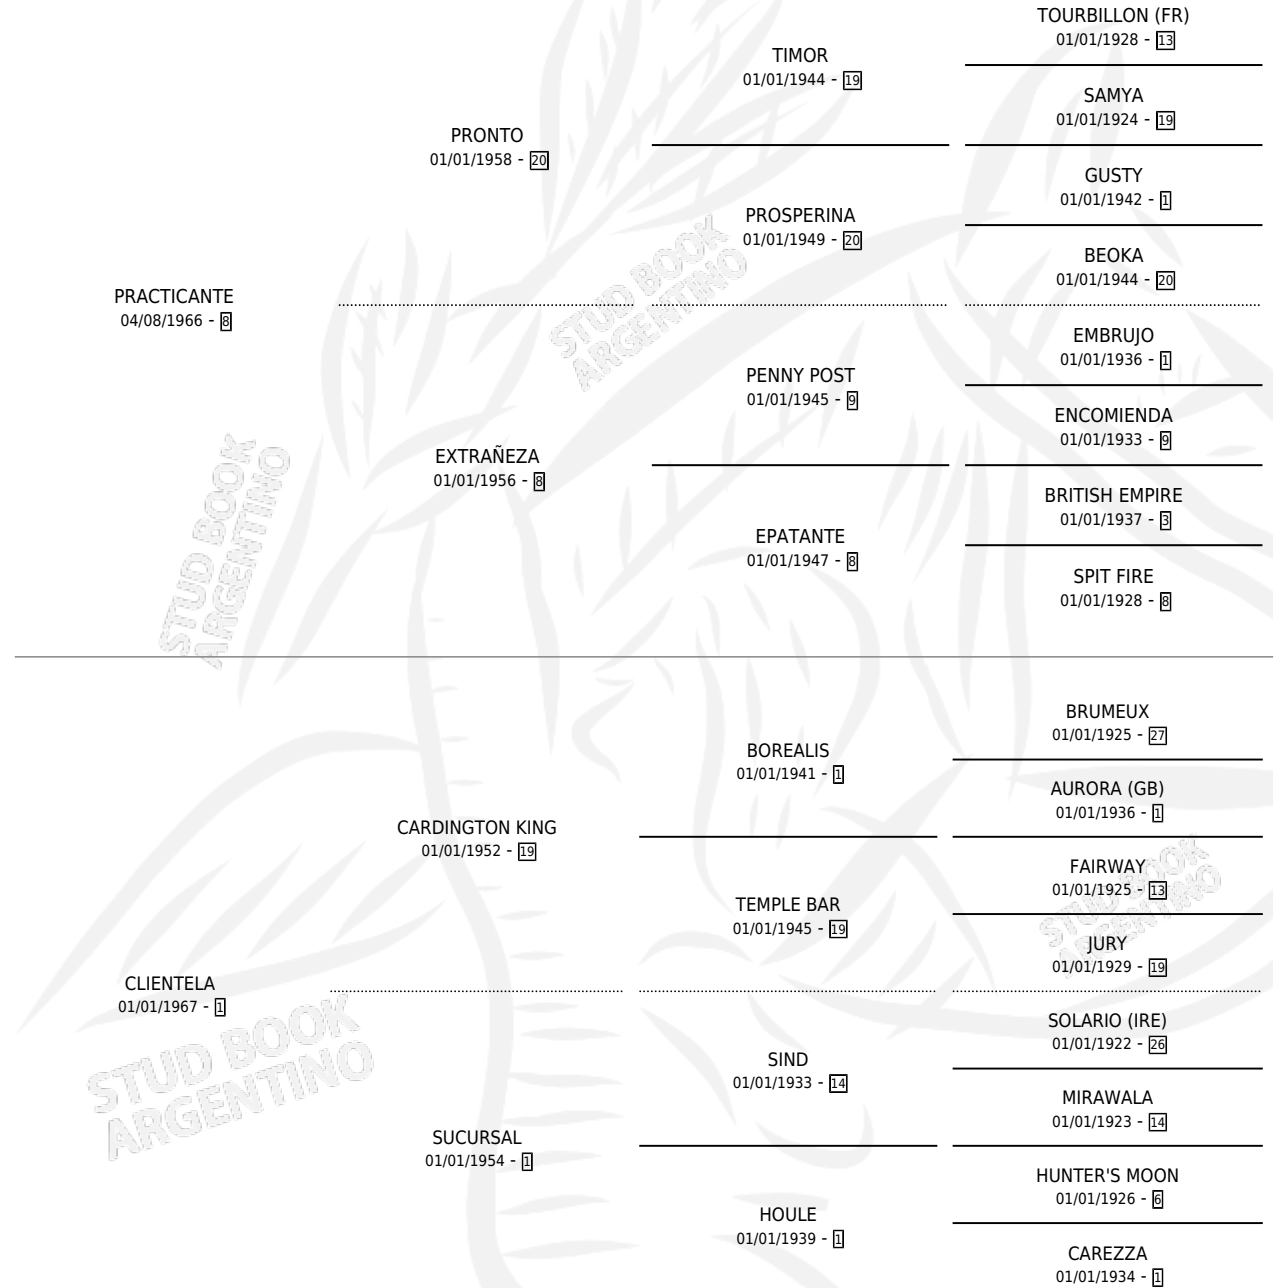 TOURBILLON (FR)
01/01/1928 - 13
TIMOR
01/01/1944 - 19
SAMYA
01/01/1924 - 19
PRONTO
01/01/1958 - 20
GUSTY
01/01/1942 - 1
PROSPERINA
01/01/1949 - 20
BEOKA
01/01/1944 - 20
PRACTICANTE
04/08/1966 - 8
EMBRUJO
01/01/1936 - 1
PENNY POST
01/01/1945 - 9
ENCOMIENDA
01/01/1933 - 9
EXTRAÑEZA
01/01/1956 - 8
BRITISH EMPIRE
01/01/1937 - 3
EPATANTE
01/01/1947 - 8
SPIT FIRE
01/01/1928 - 8
STUD BOOK
ARGENTINO
STUD BOOK
ARGENTINO
BRUMEUX
01/01/1925 - 27
BOREALIS
01/01/1941 - 1
AURORA (GB)
01/01/1936 - 1
CARDINGTON KING
01/01/1952 - 19
FAIRWAY
01/01/1925 - 13
TEMPLE BAR
01/01/1945 - 19
JURY
01/01/1929 - 19
CLIENTELA
01/01/1967 - 1
SOLARIO (IRE)
01/01/1922 - 26
SIND
01/01/1933 - 14
MIRAWALA
01/01/1923 - 14
SUCURSAL
01/01/1954 - 1
HUNTER'S MOON
01/01/1926 - 6
HOULE
01/01/1939 - 1
CAREZZA
01/01/1934 - 1
STUD BOOK
ARGENTINO
STUD BOOK
ARGENTINO